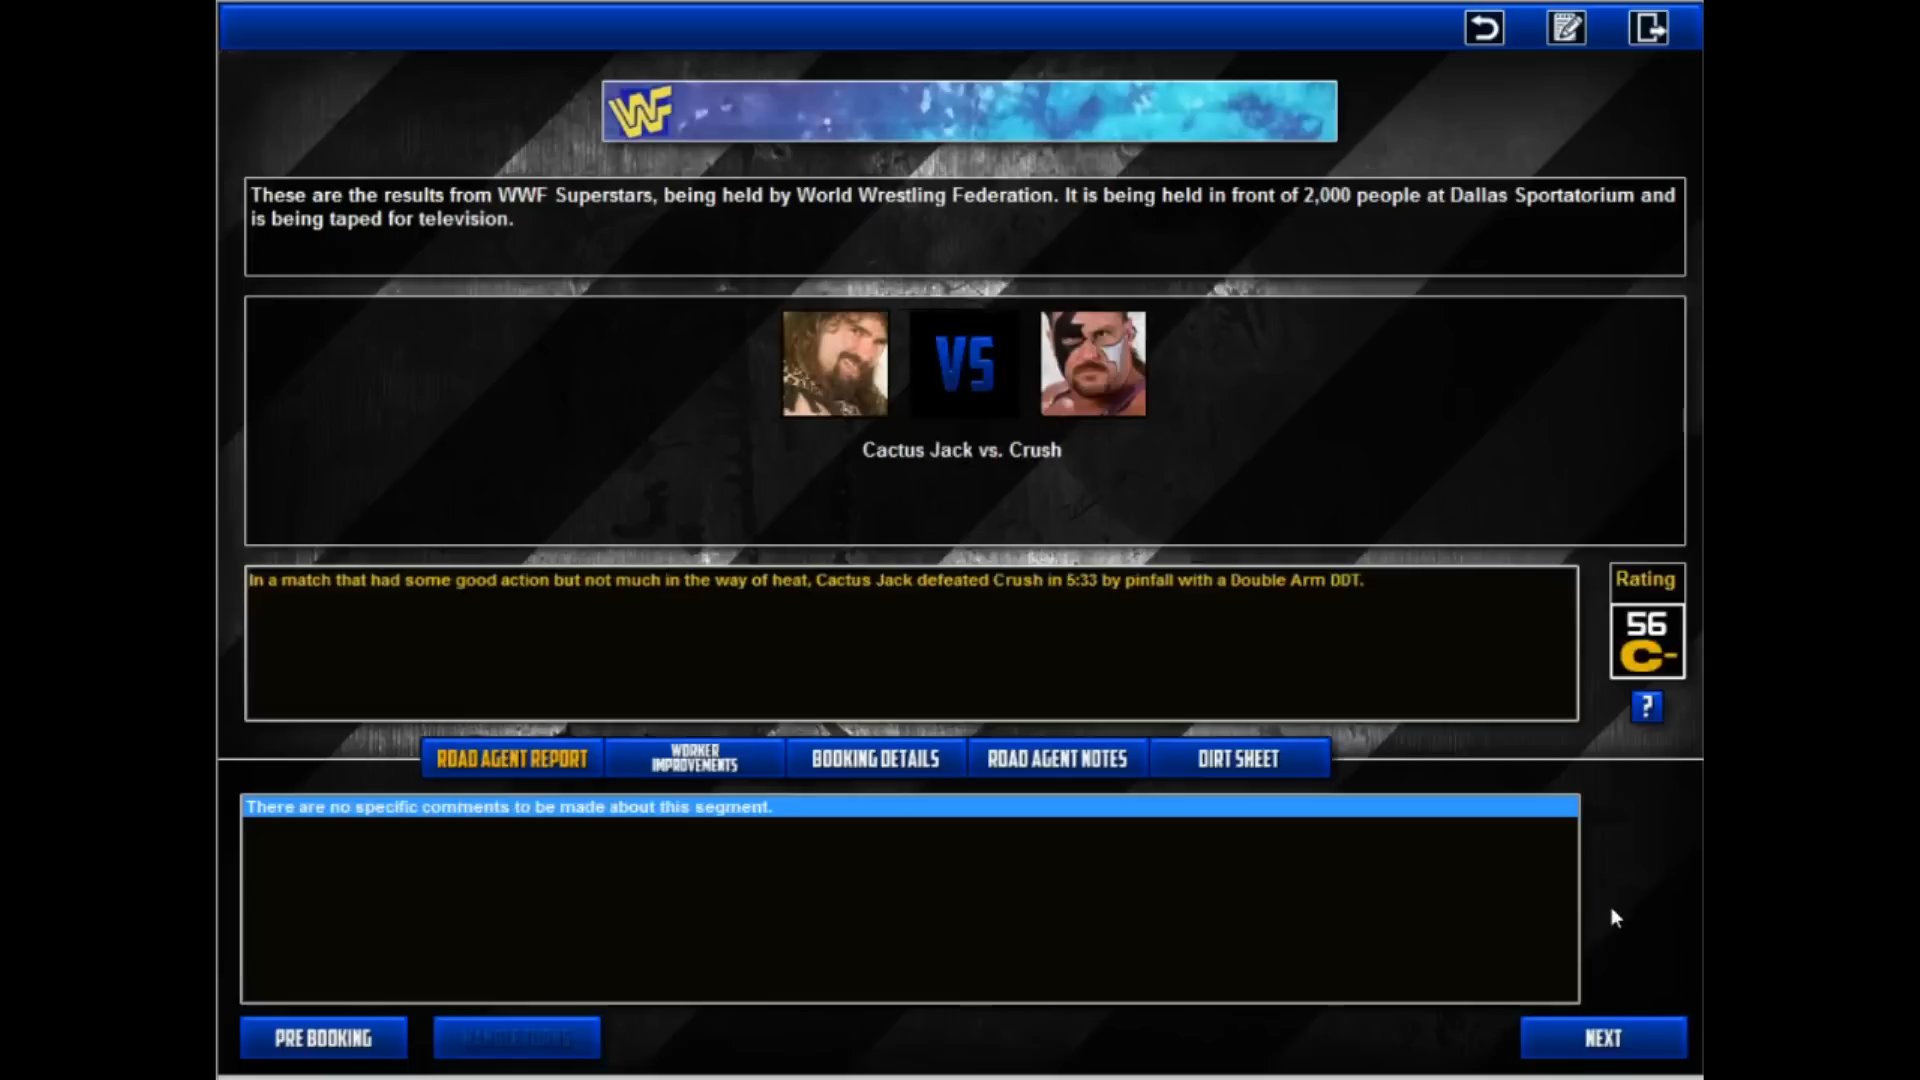 WWF
These are the results from WWF Superstars, being held by World Wrestling Federation. It is being held in front of 2,000 people at Dallas Sportatorium and
is being taped for television.
VS
Cactus Jack vs. Crush
In a match that had some good action but not much in the way of heat, Cactus Jack defeated Crush in 5:33 by pinfall with a Double Arm DDT.
Rating
56
C-
?
ROAD AGENT REPORT
WORKER
IMPROVEMENTS
BOOKING DETAILS
ROAD AGENT NOTES
DIRT SHEET
There are no specific comments to be made about this segment.
PRE BOOKING
NEXT